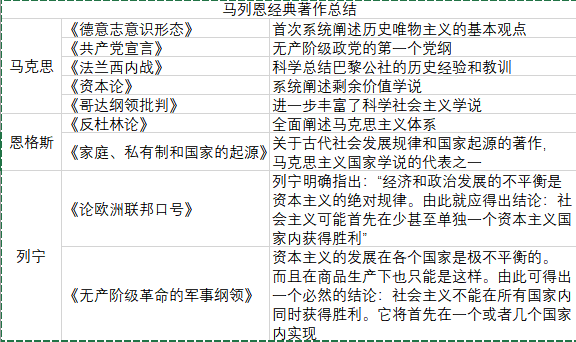 马列恩经典著作总结
马克思
《德意志意识形态》
首次系统阐述历史唯物主义的基本观点
《共产党宣言》
无产阶级政党的第一个党纲
《法兰西内战》
科学总结巴黎公社的历史经验和教训
《资本论》
系统阐述剩余价值学说
《哥达纲领批判》
进一步丰富了科学社会主义学说
恩格斯
《反杜林论》
全面阐述马克思主义体系
《家庭、私有制和国家的起源》
关于古代社会发展规律和国家起源的著作,
马克思主义国家学说的代表之一
列宁
《论欧洲联邦口号》
列宁明确指出：“经济和政治发展的不平衡是
资本主义的绝对规律。由此就应得出结论：社
会主义可能首先在少甚至单独一个资本主义国
家内获得胜利”
《无产阶级革命的军事纲领》
资本主义的发展在各个国家是极不平衡的。
而且在商品生产下也只能是这样。由此可得出
一个必然的结论：社会主义不能在所有国家内
同时获得胜利。它将首先在一个或者几个国家
内实现